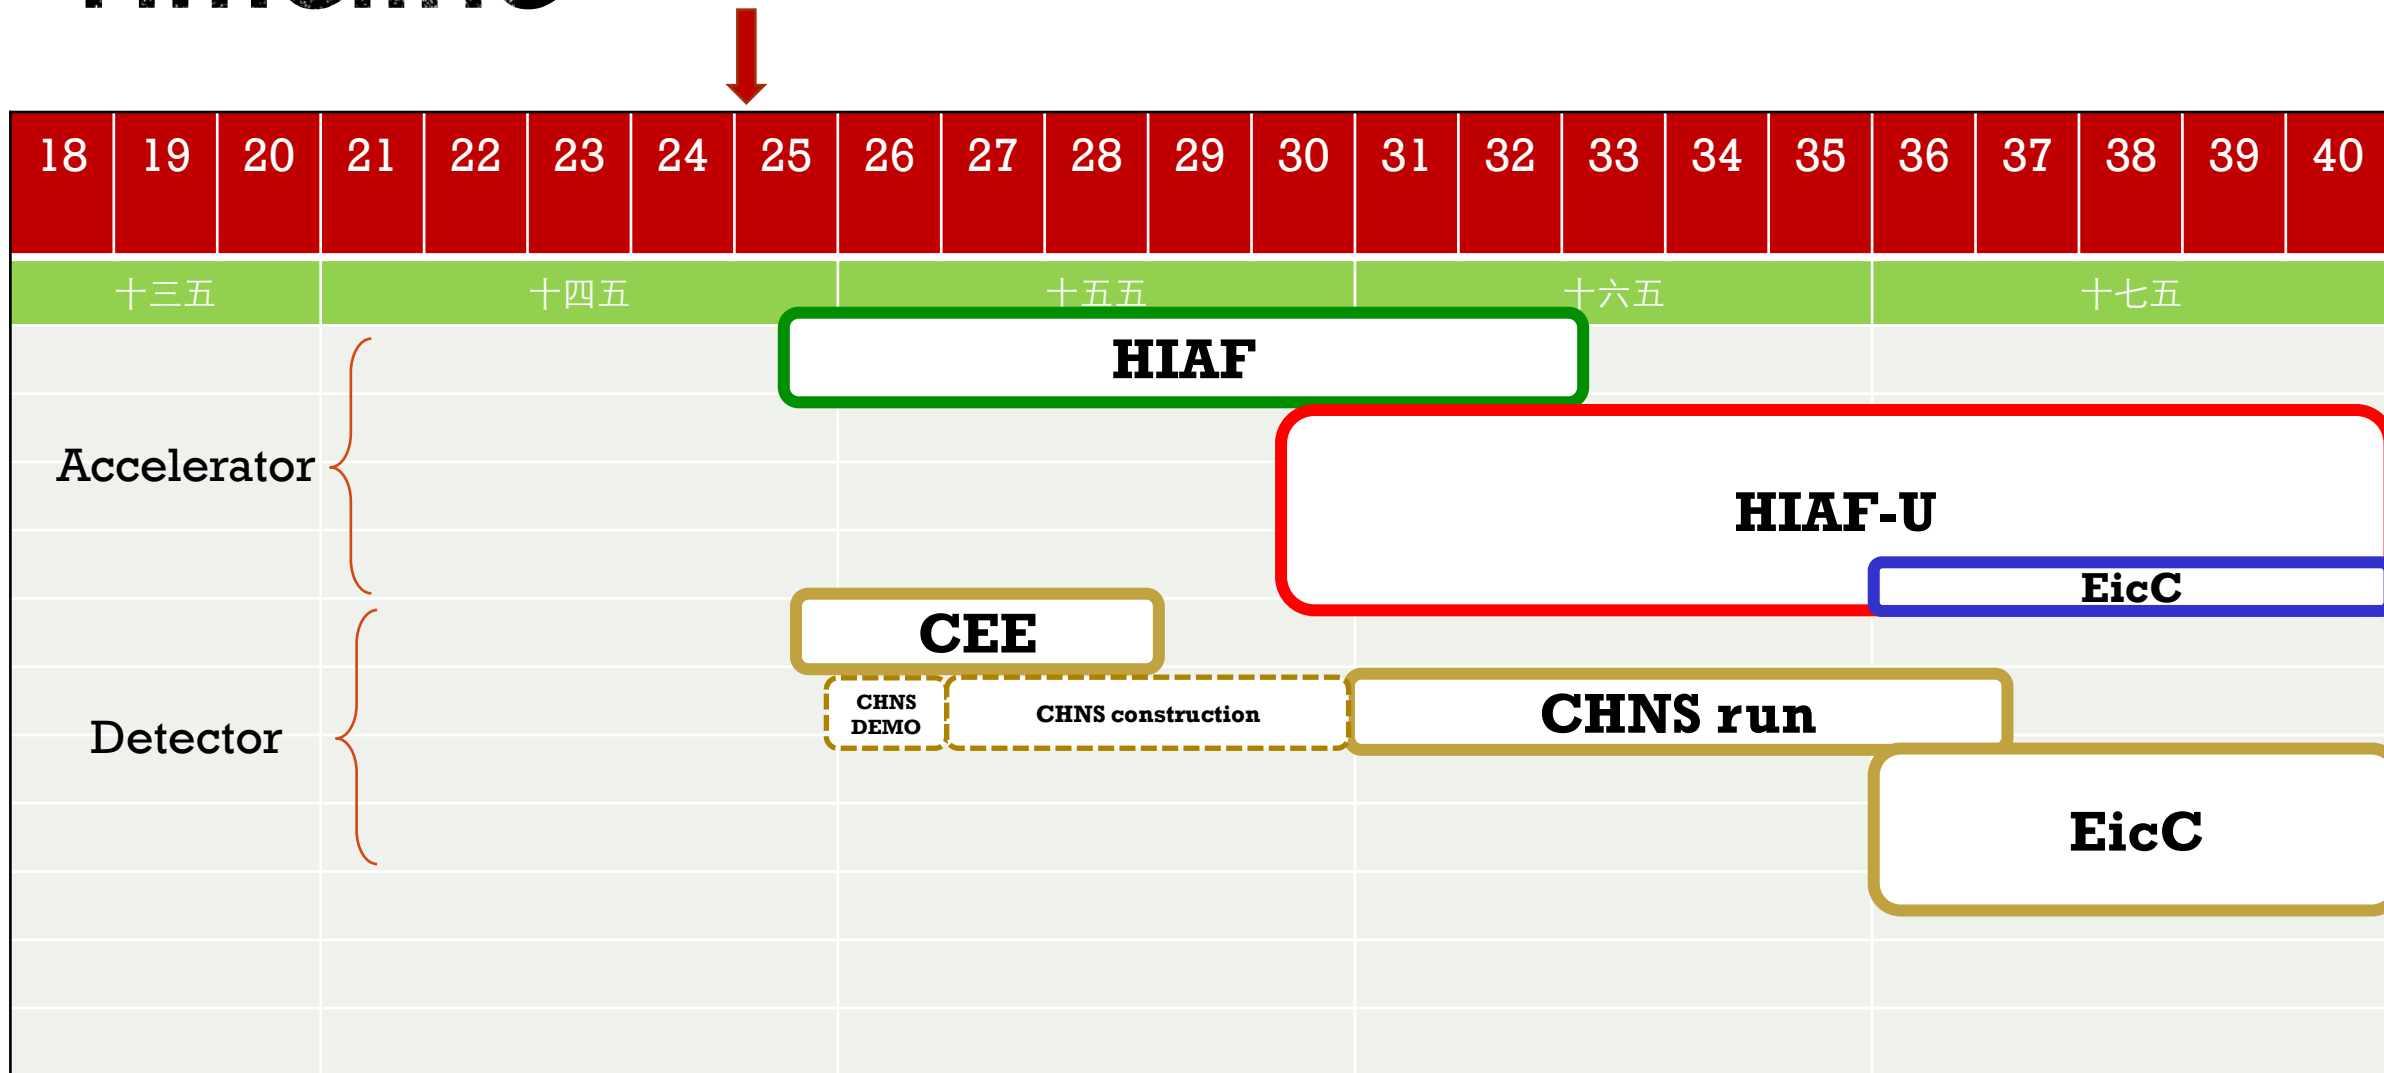 18 19 20 21 22 23 24 25 26 27 28 29 30 31 32 33 34 35 36 37 38 39 40
十三五 十四五 十五五 十六五 十七五
HIAF
Accelerator
HIAF-U
EicC
CEE
CHNS
DEMO
CHNS construction
CHNS run
Detector
EicC